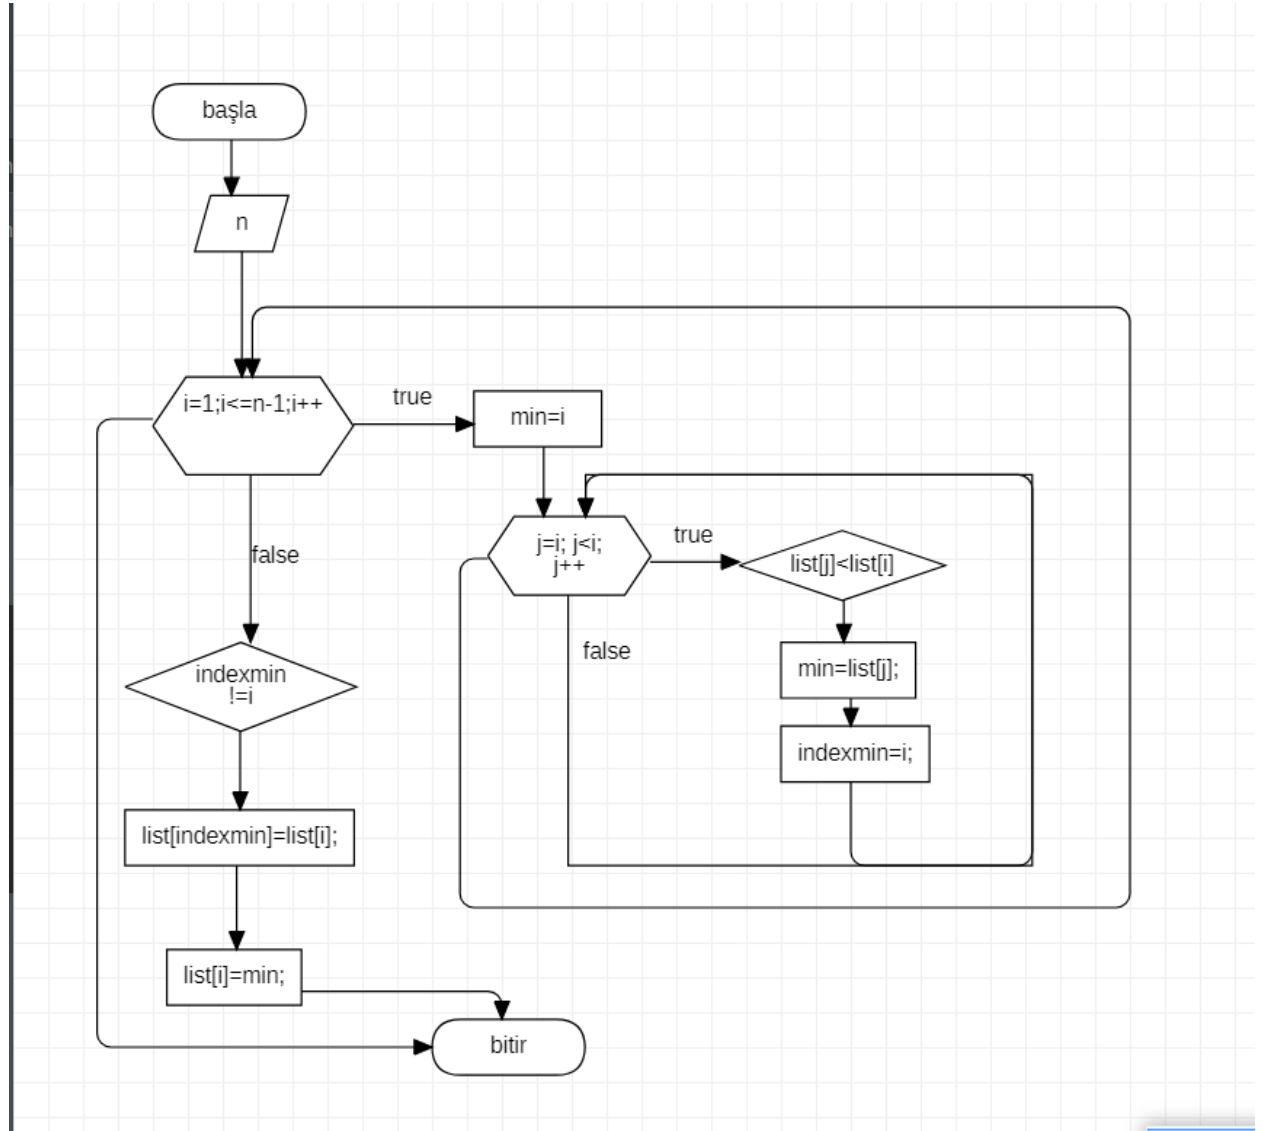 başla
n
i=1;i<=n-1;i++
true
min=i
j=i; j<i;
j++
true
list[j]<list[i]
false
min=list[j];
indexmin=i;
false
indexmin
!=i
list[indexmin]=list[i];
list[i]=min;
bitir